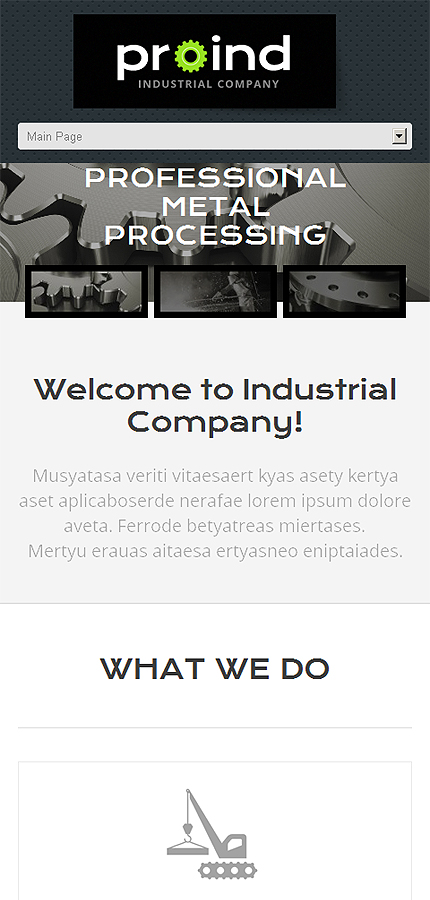 proind
INDUSTRIAL COMPANY
Main Page
PROFESSIONAL
METAL
PROCESSING
Welcome to Industrial
Company!
Musyatasa veriti vitaesaert kyas asety kertya
aset aplicaboserde nerafae lorem ipsum dolore
aveta. Ferrode betyatreas miertases.
Mertyu erauas aitaesa ertyasneo eniptaiades.
WHAT WE DO